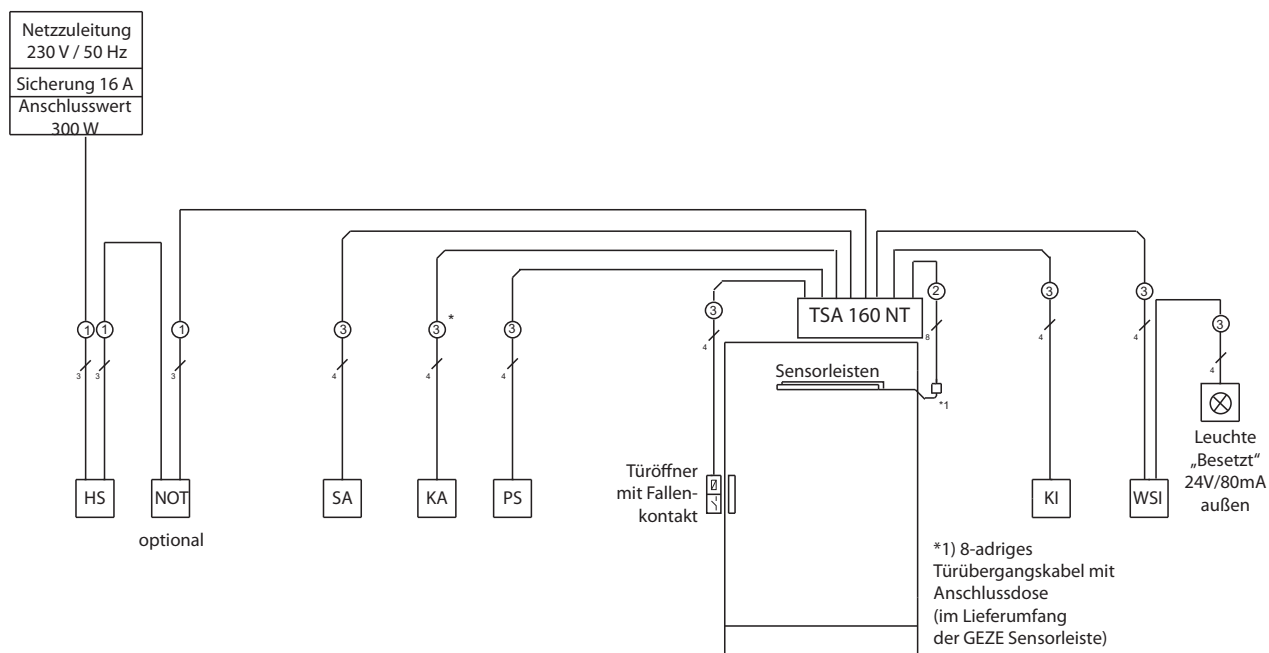 Netzzuleitung
230 V / 50 Hz
Sicherung 16 A
Anschlusswert
300 W
TSA 160 NT
1
1
1
3
3
3
*
3
3
2
3
3
3
3
3
3
4
4
4
4
8
4
4
4
Sensorleisten
*1
HS
NOT
optional
SA
KA
PS
Türöffner
mit Fallen-
kontakt
KI
WSI
Leuchte
„Besetzt“
24V/80mA
außen
*1) 8-adriges
Türübergangskabel mit
Anschlussdose
(im Lieferumfang
der GEZE Sensorleiste)